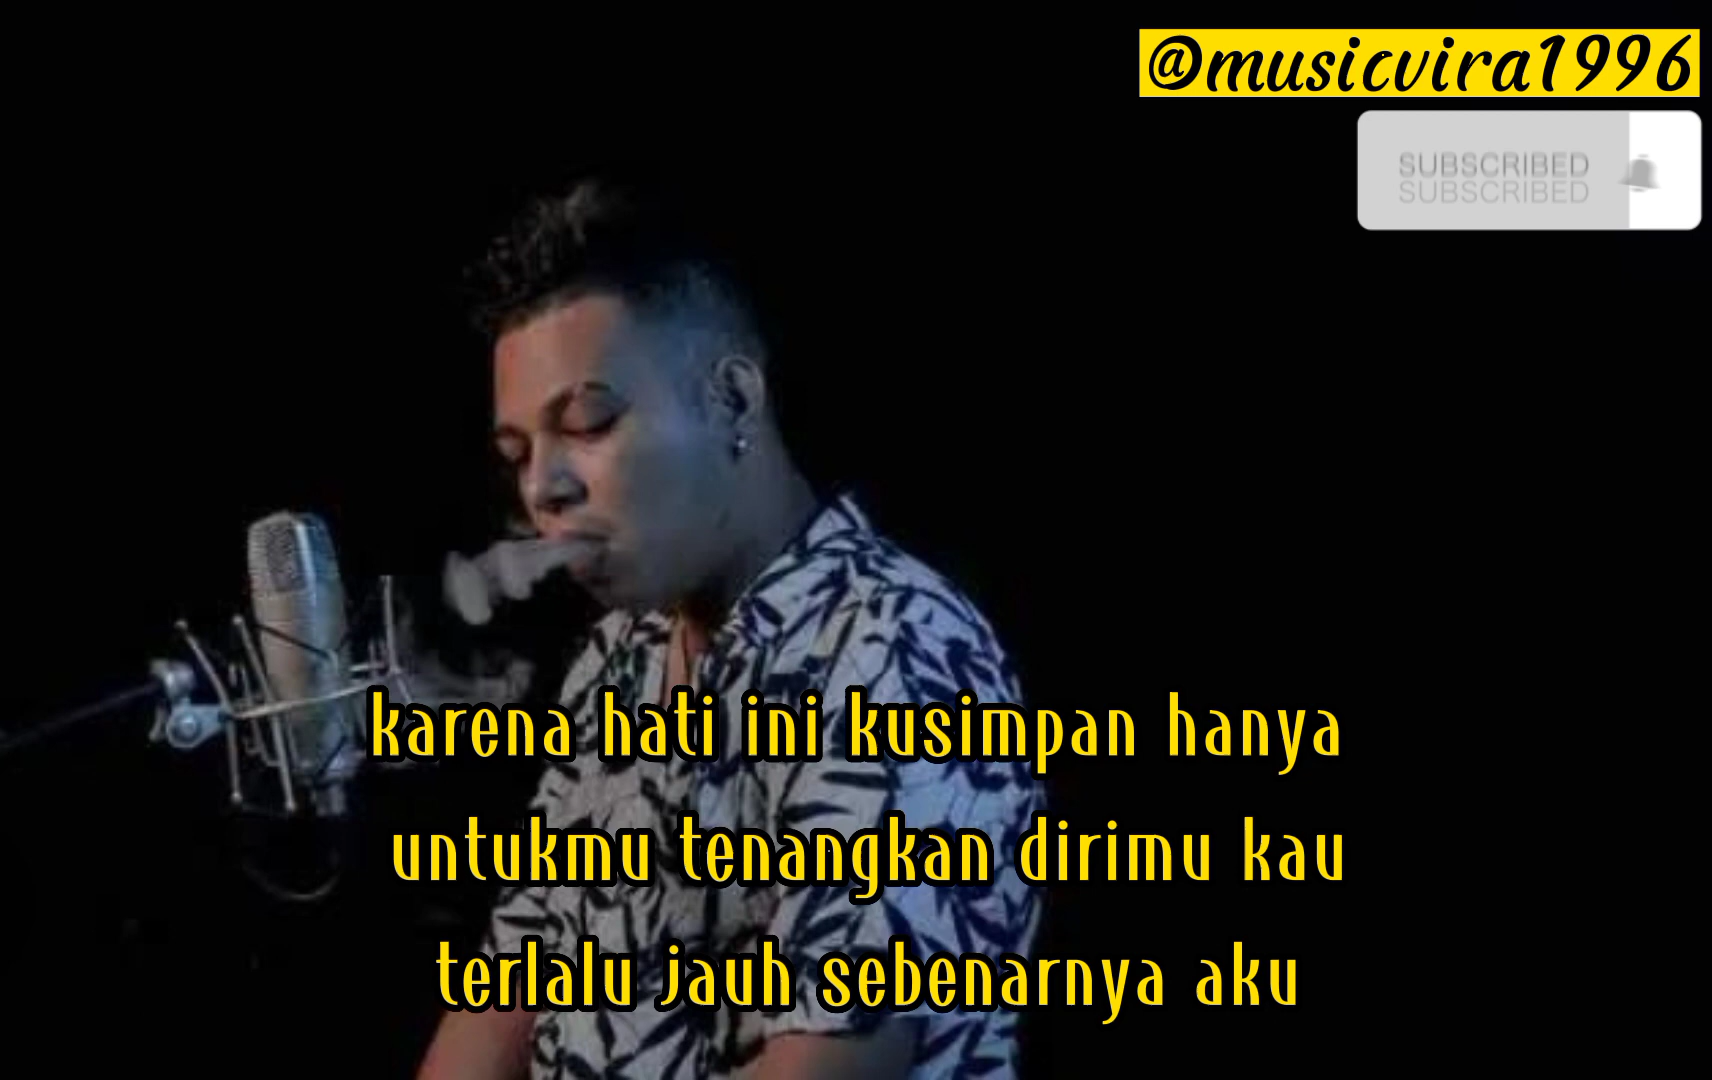 @musicvira1996
SUBSCRIBED
SUBSCRIBED
karena hati ini kusimpan hanya
untukmu tenangkan dirimu kau
terlalu jauh sebenarnya aku